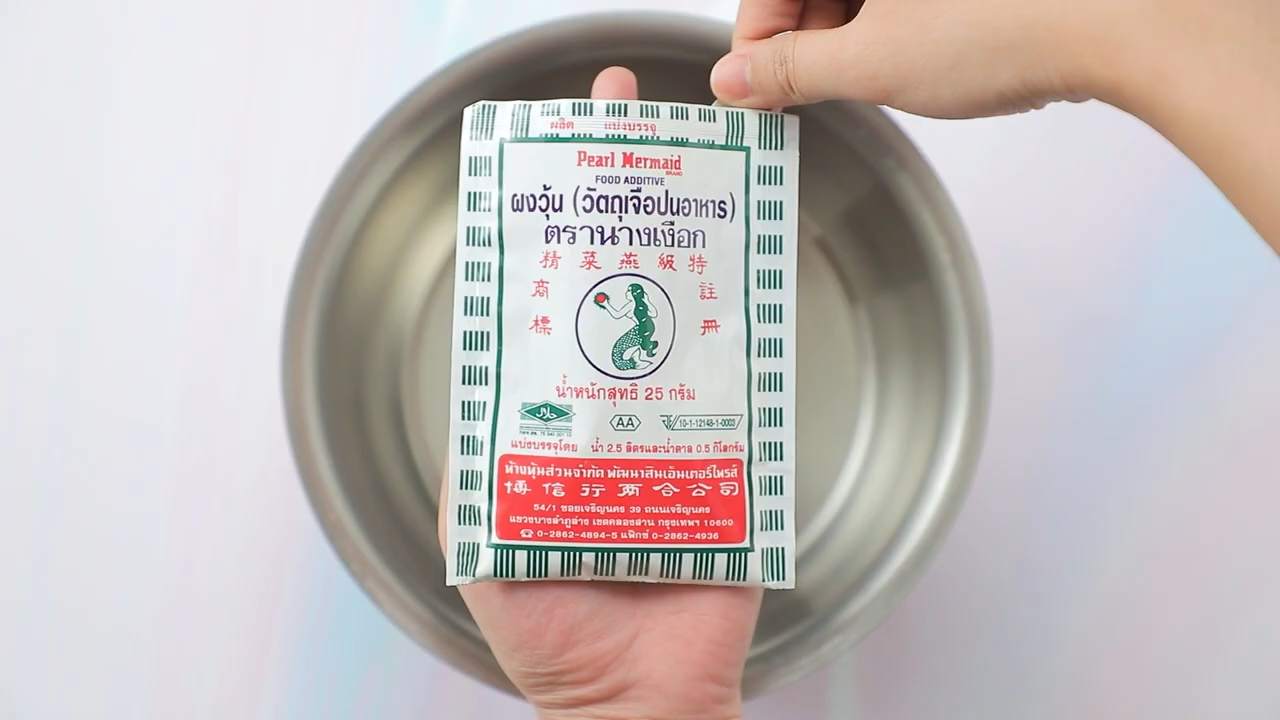 ผลิต แบ่งบรรจุ
Pearl Mermaid
BRAND
FOOD ADDITIVE
ผงวุ้น (วัตถุเจือปนอาหาร)
ตรานางเงือก
精菜燕級特
商 註
標 冊
น้ำหนักสุทธิ 25 กรัม
AA 10-1-12148-1-0003
แบ่งบรรจุโดย น้ำ 2.5 ลิตรและน้ำตาล 0.5 กิโลกรัม
ห้างหุ้นส่วนจำกัด พัฒนาสินเอ็นเตอร์ไพรส์
博信行兩合公司
54/1 ซอยเจริญนคร 39 ถนนเจริญนคร
แขวงบางลำภูล่าง เขตคลองสาน กรุงเทพฯ 10600
☎ 0-2862-4894-5 แฟ๊กซ์ 0-2862-4936